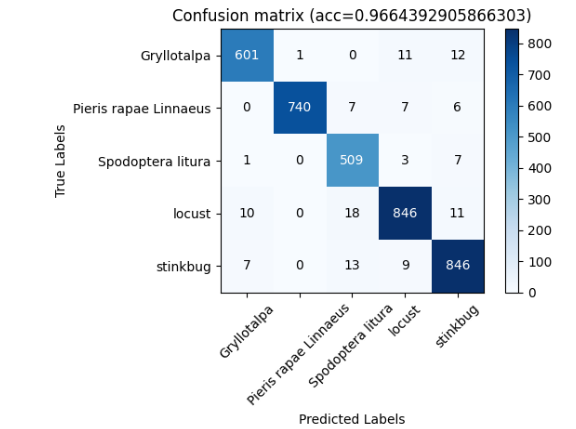 Confusion matrix (acc=0.9664392905866303)
True Labels
Gryllotalpa 601 1 0 11 12
Pieris rapae Linnaeus 0 740 7 7 6
Spodoptera litura 1 0 509 3 7
locust 10 0 18 846 11
stinkbug 7 0 13 9 846
Gryllotalpa Pieris rapae Linnaeus Spodoptera litura locust stinkbug
Predicted Labels
800
700
600
500
400
300
200
100
0